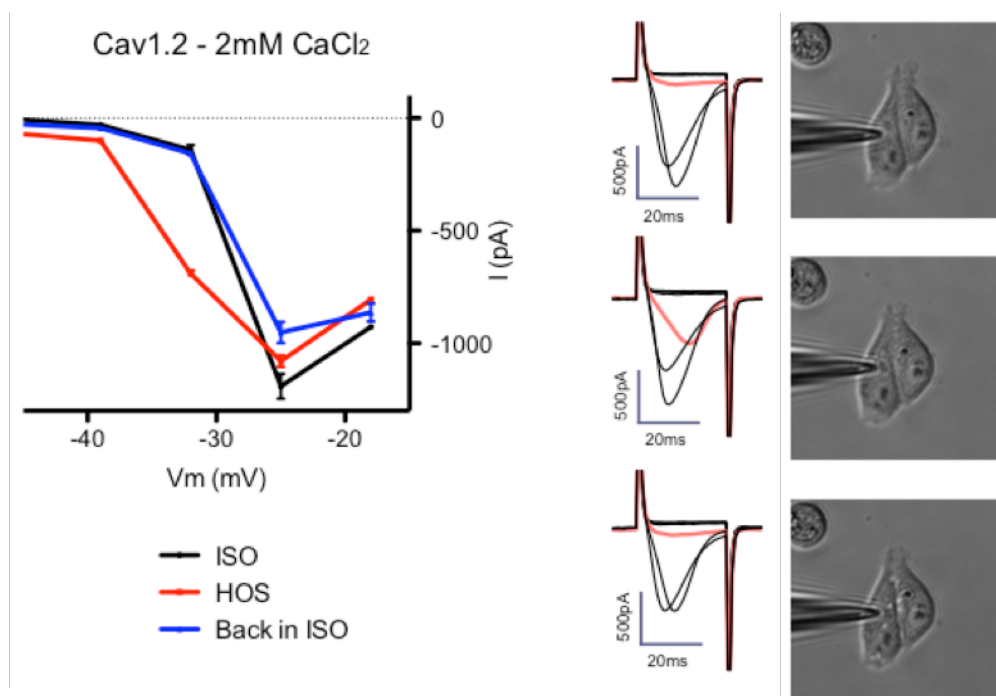 Cav1.2 - 2mM CaCl2
0
-500
-1000
I (pA)
-40
-30
-20
Vm (mV)
ISO
HOS
Back in ISO
500pA
20ms
500pA
20ms
500pA
20ms